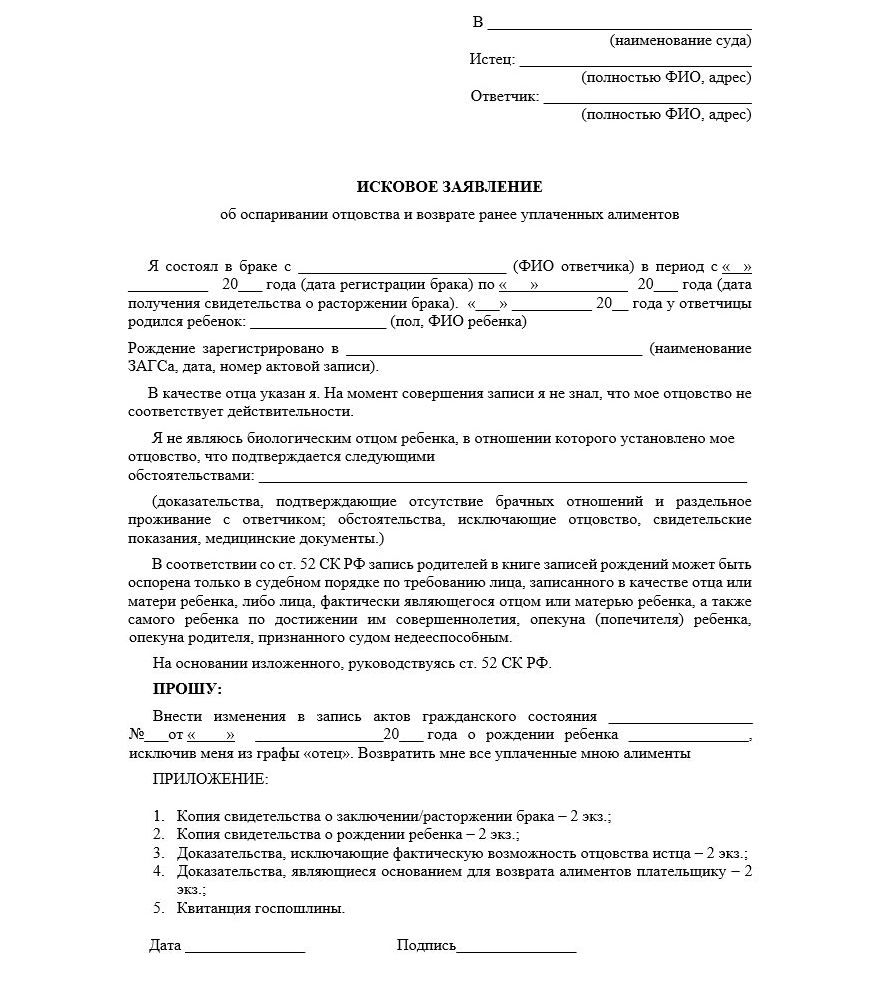 В ________________________________
(наименование суда)
Истец: ____________________________
(полностью ФИО, адрес)
Ответчик: _________________________
(полностью ФИО, адрес)
ИСКОВОЕ ЗАЯВЛЕНИЕ
об оспаривании отцовства и возврате ранее уплаченных алиментов
Я состоял в браке с _________________________ (ФИО ответчика) в период с «__»
__________ 20___ года (дата регистрации брака) по «___»___________ 20___ года (дата
получения свидетельства о расторжении брака). «___» __________ 20__ года у ответчицы
родился ребенок: _________________ (пол, ФИО ребенка)
Рождение зарегистрировано в _____________________________________ (наименование
ЗАГСа, дата, номер актовой записи).
В качестве отца указан я. На момент совершения записи я не знал, что мое отцовство не
соответствует действительности.
Я не являюсь биологическим отцом ребенка, в отношении которого установлено мое
отцовство, что подтверждается следующими
обстоятельствами: _____________________________________________________________
(доказательства, подтверждающие отсутствие брачных отношений и раздельное
проживание с ответчиком; обстоятельства, исключающие отцовство, свидетельские
показания, медицинские документы.)
В соответствии со ст. 52 СК РФ запись родителей в книге записей рождений может быть
оспорена только в судебном порядке по требованию лица, записанного в качестве отца или
матери ребенка, либо лица, фактически являющегося отцом или матерью ребенка, а также
самого ребенка по достижении им совершеннолетия, опекуна (попечителя) ребенка,
опекуна родителя, признанного судом недееспособным.
На основании изложенного, руководствуясь ст. 52 СК РФ.
ПРОШУ:
Внести изменения в запись актов гражданского состояния __________________
№___от «____» ________________20___ года о рождении ребенка _______________,
исключив меня из графы «отец». Возвратить мне все уплаченные мною алименты
ПРИЛОЖЕНИЕ:
1. Копия свидетельства о заключении/расторжении брака – 2 экз.;
2. Копия свидетельства о рождении ребенка – 2 экз.;
3. Доказательства, исключающие фактическую возможность отцовства истца – 2 экз.;
4. Доказательства, являющиеся основанием для возврата алиментов плательщику – 2
экз.;
5. Квитанция госпошлины.
Дата _______________ Подпись_______________